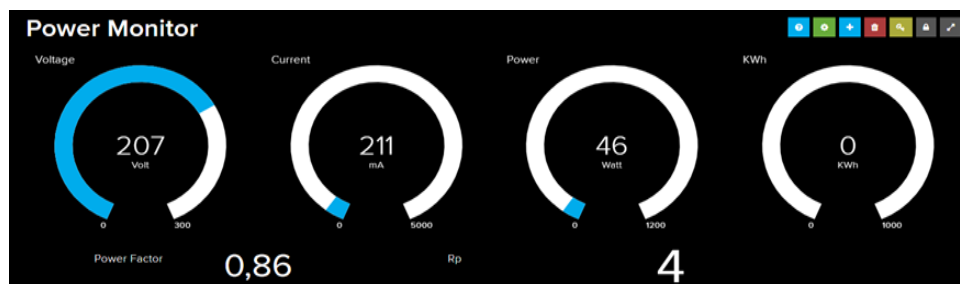 Power Monitor
Voltage
207
Volt
0 300
Current
211
mA
0 5000
Power
46
Watt
0 1200
KWh
0
KWh
0 1000
Power Factor 0,86
Rp 4